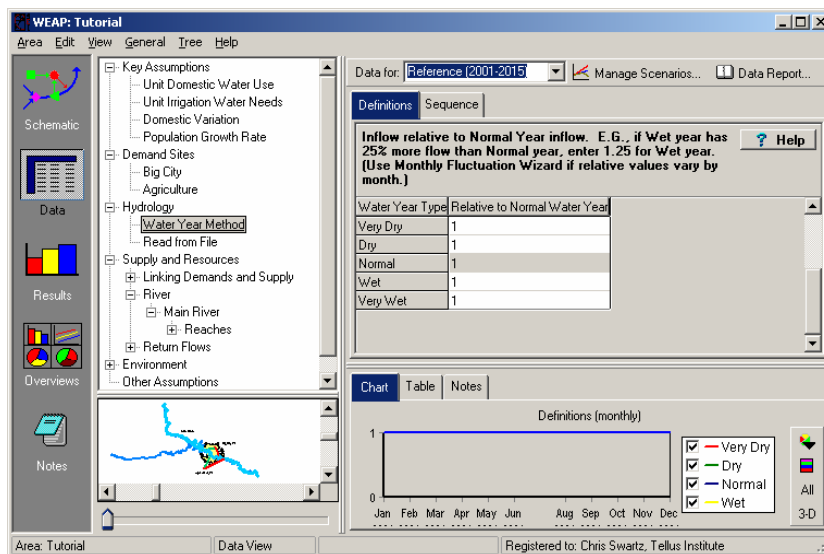 WEAP: Tutorial
Area Edit View General Tree Help
Schematic
Data
Results
Overviews
Notes
Key Assumptions
Unit Domestic Water Use
Unit Irrigation Water Needs
Domestic Variation
Population Growth Rate
Demand Sites
Big City
Agriculture
Hydrology
Water Year Method
Read from File
Supply and Resources
Linking Demands and Supply
River
Main River
Reaches
Return Flows
Environment
Other Assumptions
Data for: Reference (2001-2015) Manage Scenarios... Data Report...
Definitions Sequence
Inflow relative to Normal Year inflow. E.G., if Wet year has
25% more flow than Normal year, enter 1.25 for Wet year.
(Use Monthly Fluctuation Wizard if relative values vary by
month.)
? Help
Water Year Type Relative to Normal Water Year
Very Dry 1
Dry 1
Normal 1
Wet 1
Very Wet 1
Chart Table Notes
Definitions (monthly)
1
0
Jan Feb Mar Apr May Jun Aug Sep Oct Nov Dec
Very Dry
Dry
Normal
Wet
All
3-D
Area: Tutorial Data View Registered to: Chris Swartz, Tellus Institute